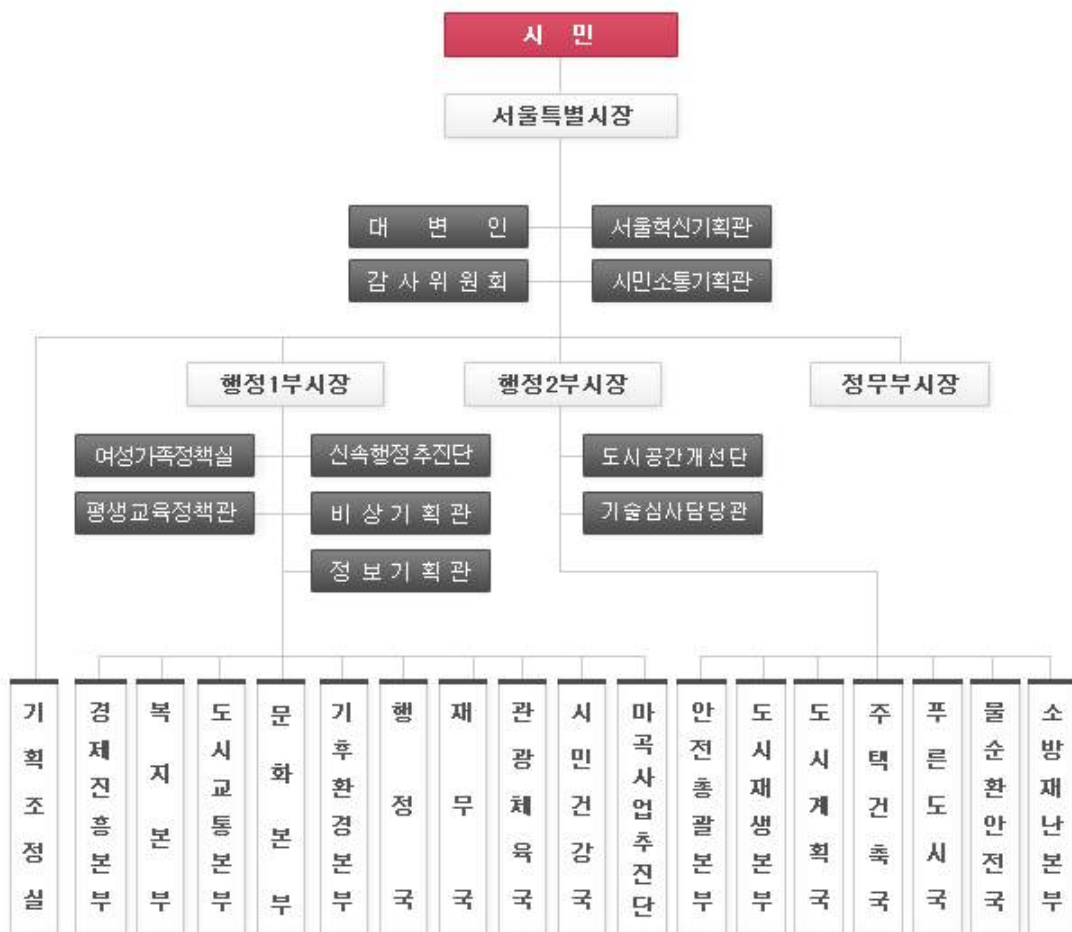 시 민
서울특별시장
대 변 인
서울혁신기획관
감 사 위 원 회
시민소통기획관
행정1부시장
행정2부시장
정무부시장
여성가족정책실
신속행정추진단
도시공간개선단
평생교육정책관
비 상 기 획 관
기술심사담당관
정 보 기 획 관
기획조정실
경제진흥본부
복지본부
도시교통본부
문화본부
기후환경본부
행정국
재무국
관광체육국
시민건강국
마곡사업추진단
안전총괄본부
도시재생본부
도시계획국
주택건축국
푸른도시국
물순환안전국
소방재난본부